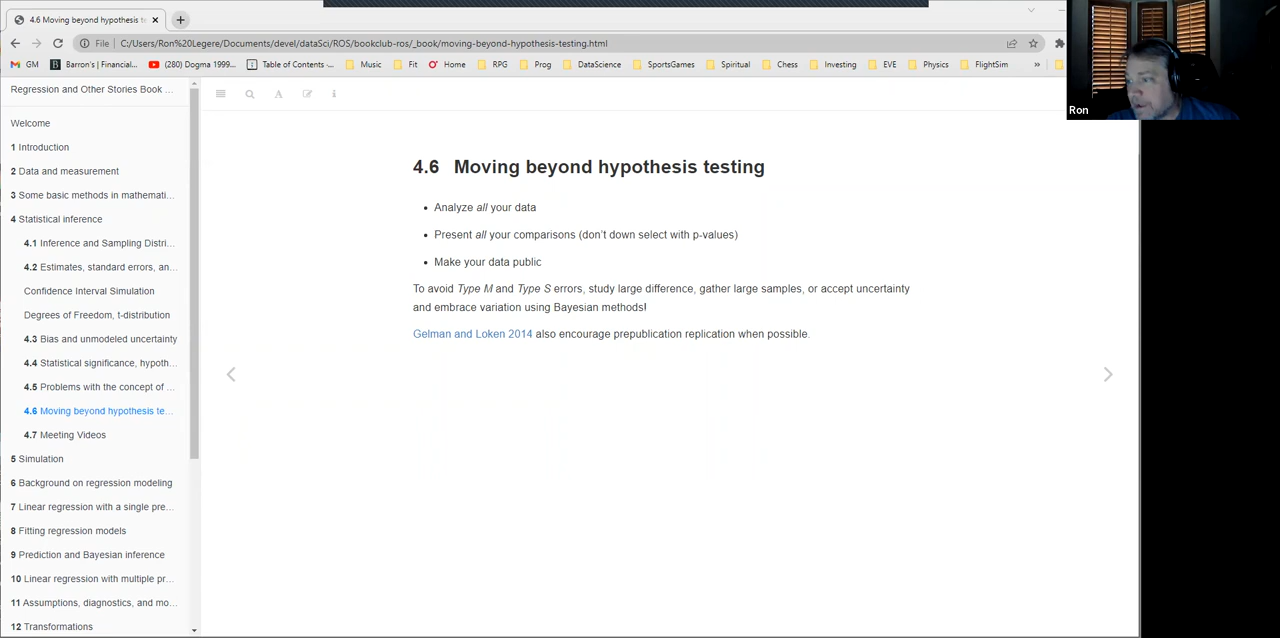 4.6 Moving beyond hypothesis t
File
C:/Users/Ron%20Legere/Documents/devel/dataSci/ROS/bookclub-ros/_book/moving-beyond-hypothesis-testing.html
GM
Barron's | Financial...
(280) Dogma 1999...
Table of Contents -...
Music
Fit
Home
RPG
Prog
DataScience
SportsGames
Spiritual
Chess
Investing
EVE
Physics
FlightSim
»
Ron
Regression and Other Stories Book ...
Welcome
1 Introduction
2 Data and measurement
3 Some basic methods in mathemati...
4 Statistical inference
4.1 Inference and Sampling Distri...
4.2 Estimates, standard errors, an...
Confidence Interval Simulation
Degrees of Freedom, t-distribution
4.3 Bias and unmodeled uncertainty
4.4 Statistical significance, hypoth...
4.5 Problems with the concept of ...
4.6 Moving beyond hypothesis te...
4.7 Meeting Videos
5 Simulation
6 Background on regression modeling
7 Linear regression with a single pre...
8 Fitting regression models
9 Prediction and Bayesian inference
10 Linear regression with multiple pr...
11 Assumptions, diagnostics, and mo...
12 Transformations
4.6 Moving beyond hypothesis testing
• Analyze all your data
• Present all your comparisons (don't down select with p-values)
• Make your data public
To avoid Type M and Type S errors, study large difference, gather large samples, or accept uncertainty
and embrace variation using Bayesian methods!
Gelman and Loken 2014 also encourage prepublication replication when possible.